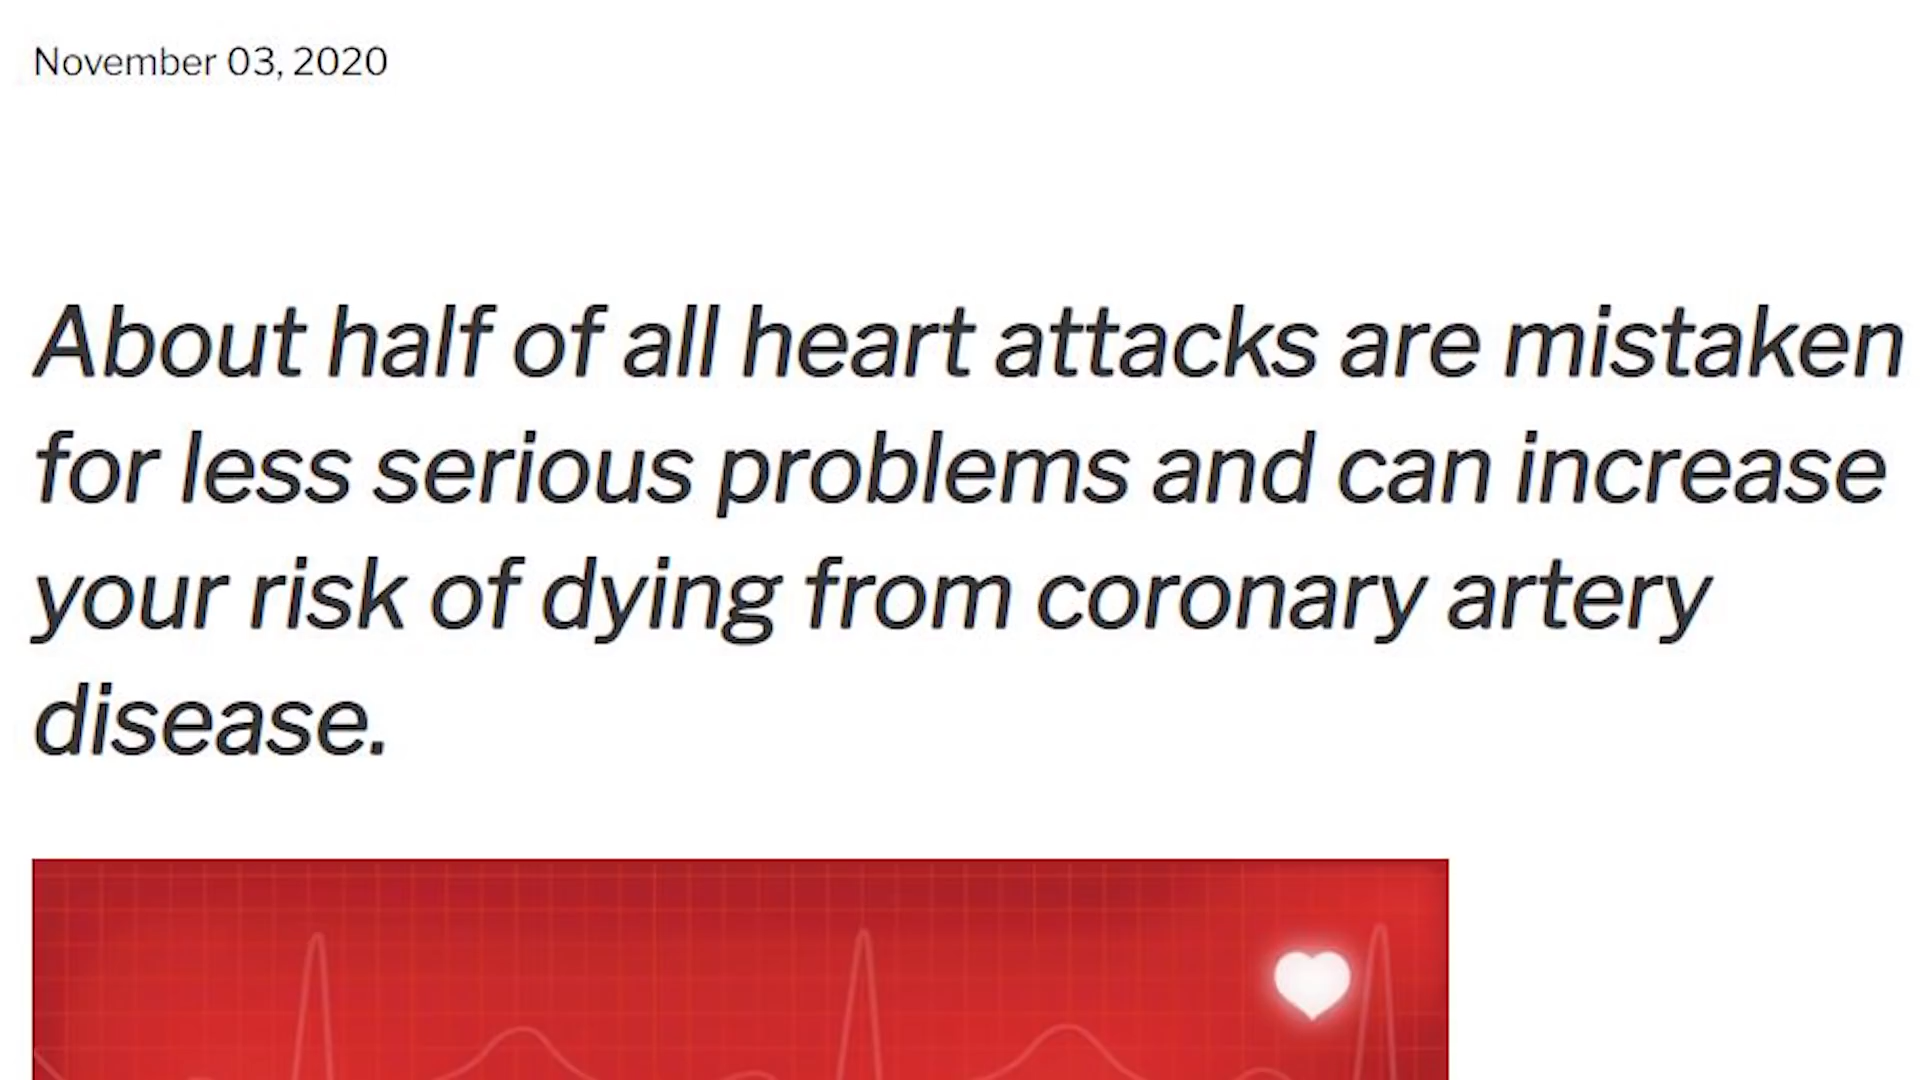 November 03, 2020
About half of all heart attacks are mistaken
for less serious problems and can increase
your risk of dying from coronary artery
disease.